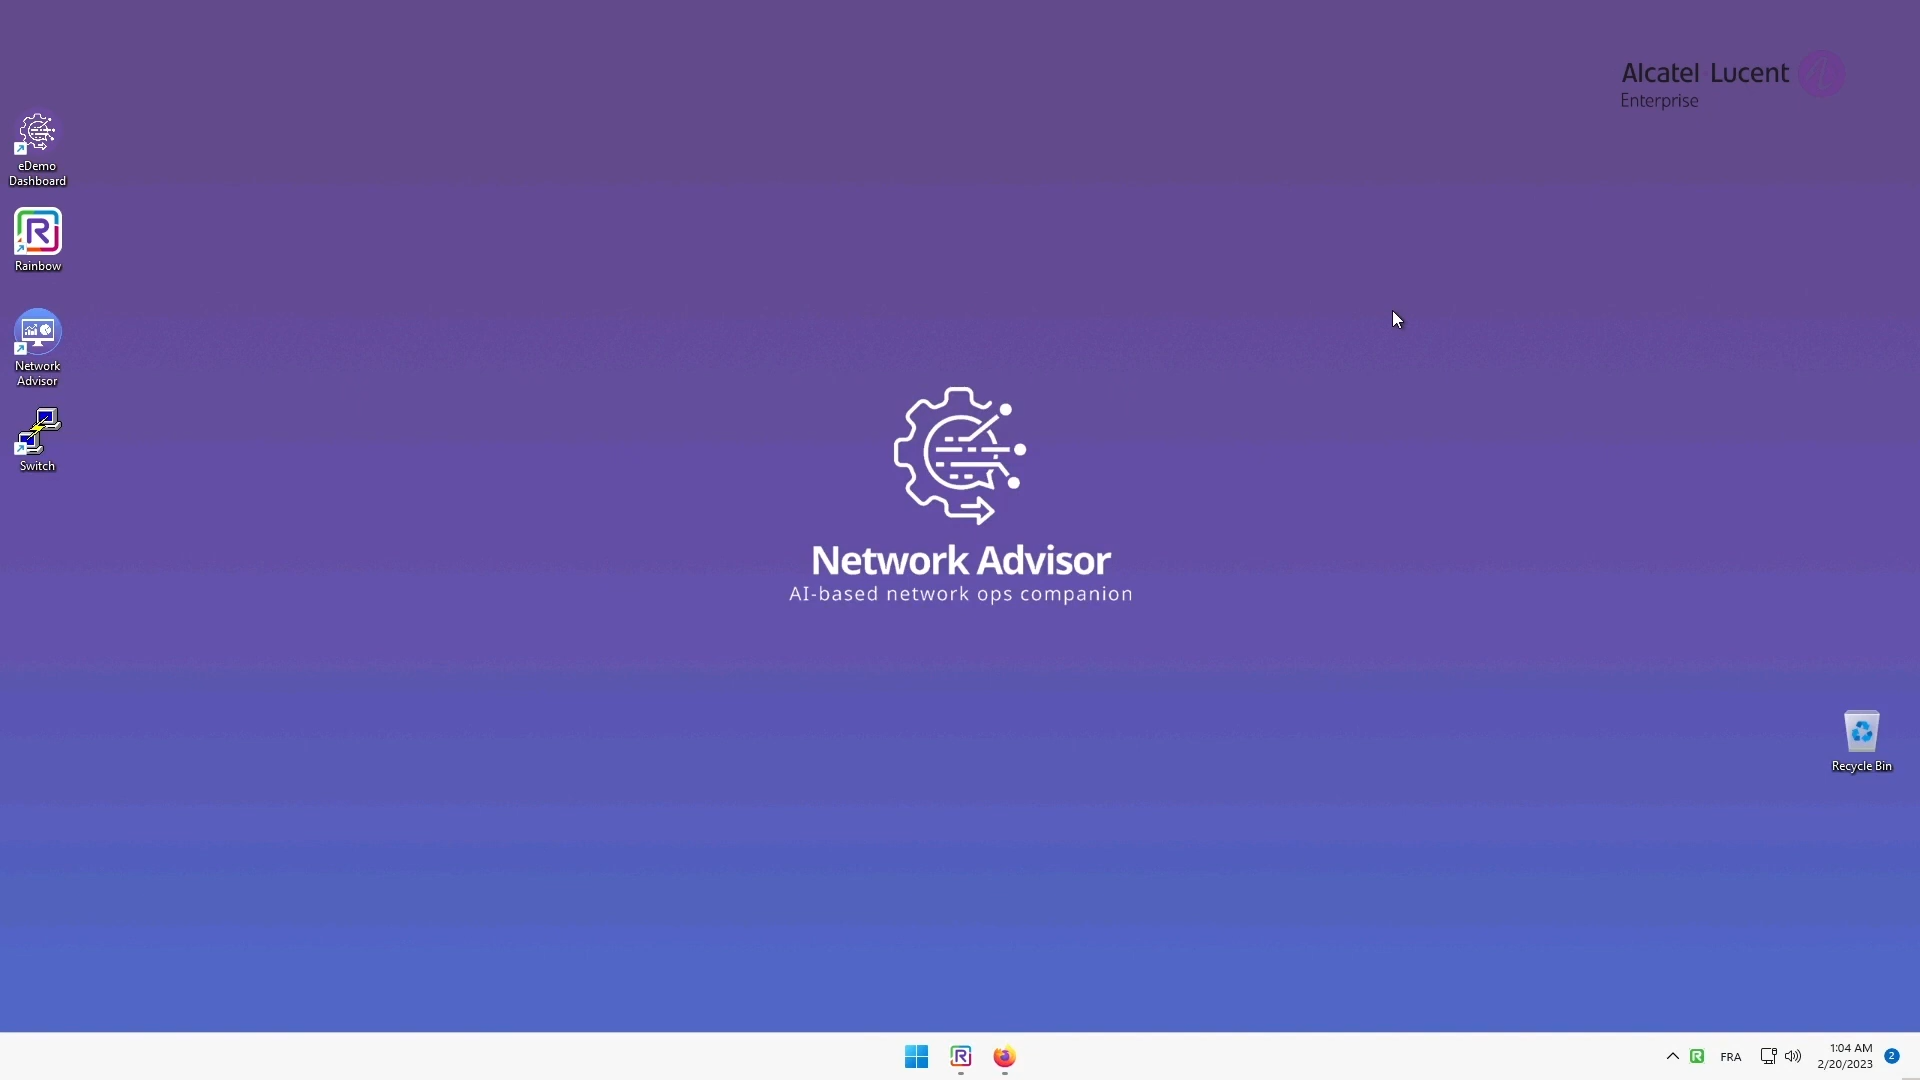 Alcatel Lucent
Enterprise
eDemo
Dashboard
R
Rainbow
Network
Advisor
Switch
Network Advisor
AI-based network ops companion
Recycle Bin
R
R
FRA
1:04 AM
2/20/2023
2